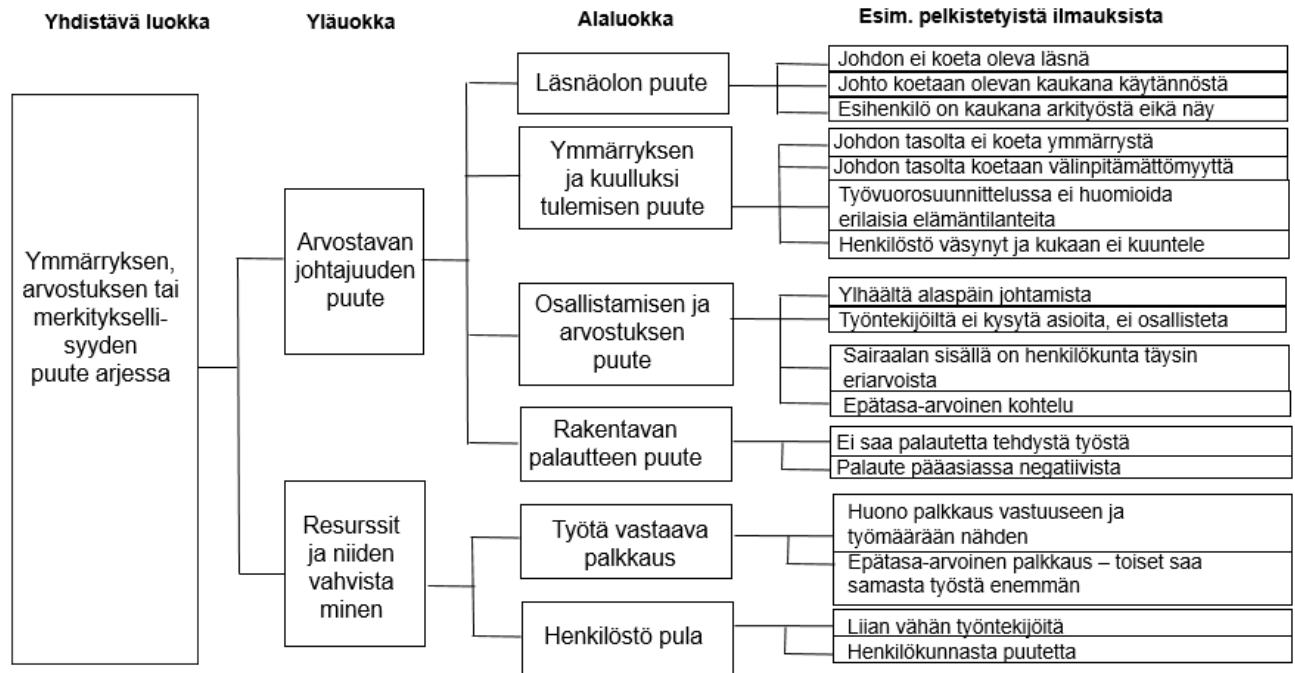 Yhdistävä luokka
Yläuokka
Alaluokka
Esim. pelkistetyistä ilmauksista
Ymmärryksen,
arvostuksen tai
merkityksелli-
syyden
puute arjessa
Arvostavan
johtajuuden
puute
Resurssit
ja niiden
vahvista
minen
Läsnäolon puute
Johdon ei koeta oleva läsnä
Johto koetaan olevan kaukana käytännöstä
Esihenkilö on kaukana arkityöstä eikä näy
Ymmärryksen
ja kuulluksi
tulemisen puute
Johdon tasolta ei koeta ymmärrystä
Johdon tasolta koetaan välinpitämättömyyttä
Työvuorosuunnittelussa ei huomioida
erilaisia elämäntilanteita
Henkilöstö väsynyt ja kukaan ei kuuntele
Osallistamisen ja
arvostuksen
puute
Ylhäältä alaspäin johtamista
Työntekijöiltä ei kysytä asioita, ei osallisteta
Sairaalan sisällä on henkilökunta täysin
eriarvoista
Epätasa-arvoinen kohtelu
Rakentavan
palautteen puute
Ei saa palautetta tehdystä työstä
Palaute pääasiassa negatiivista
Työtä vastaava
palkkaus
Huono palkkaus vastuuseen ja
työmäärään nähden
Epätasa-arvoinen palkkaus – toiset saa
samasta työstä enemmän
Henkilöstö pula
Liian vähän työntekijöitä
Henkilökunnasta puutetta